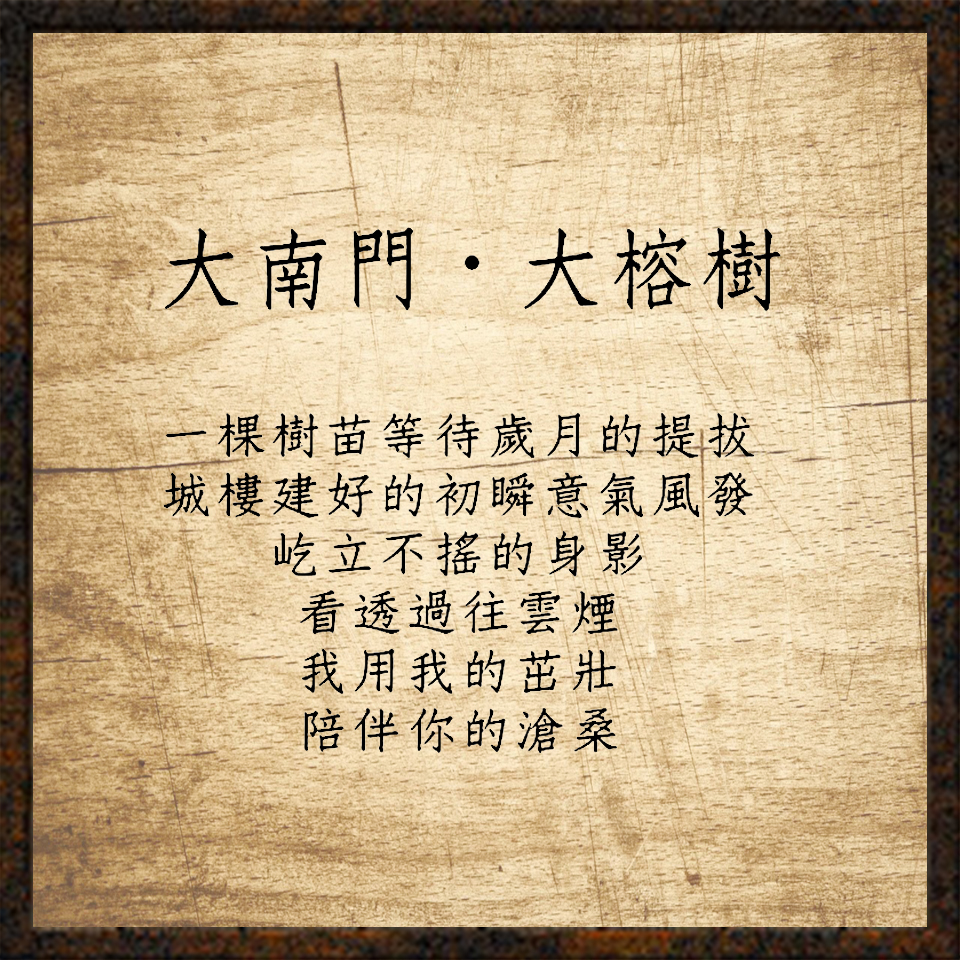 大南門・大榕樹
一棵樹苗等待歲月的提拔
城樓建好的初瞬意氣風發
屹立不搖的身影
看透過往雲煙
我用我的茁壯
陪伴你的滄桑